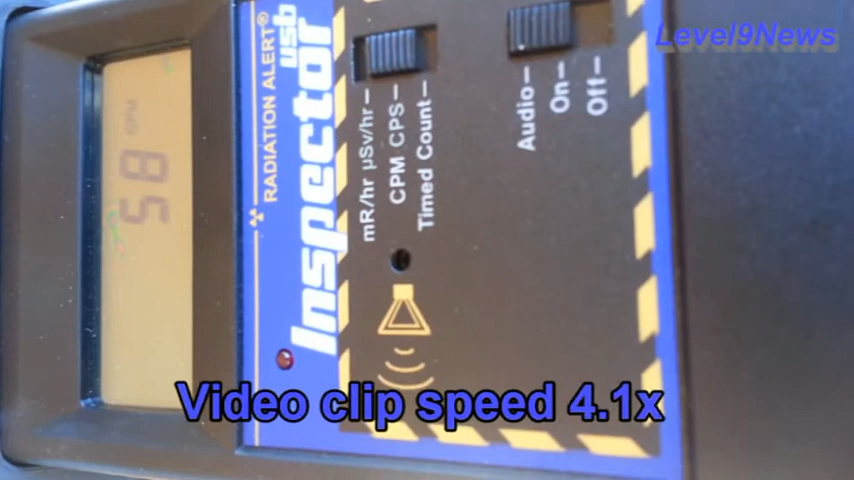 Level9News
CPM
58
RADIATION ALERT®
Inspector usb
mR/hr µSv/hr
CPM CPS
Timed Count
Audio
On
Off
Video clip speed 4.1x